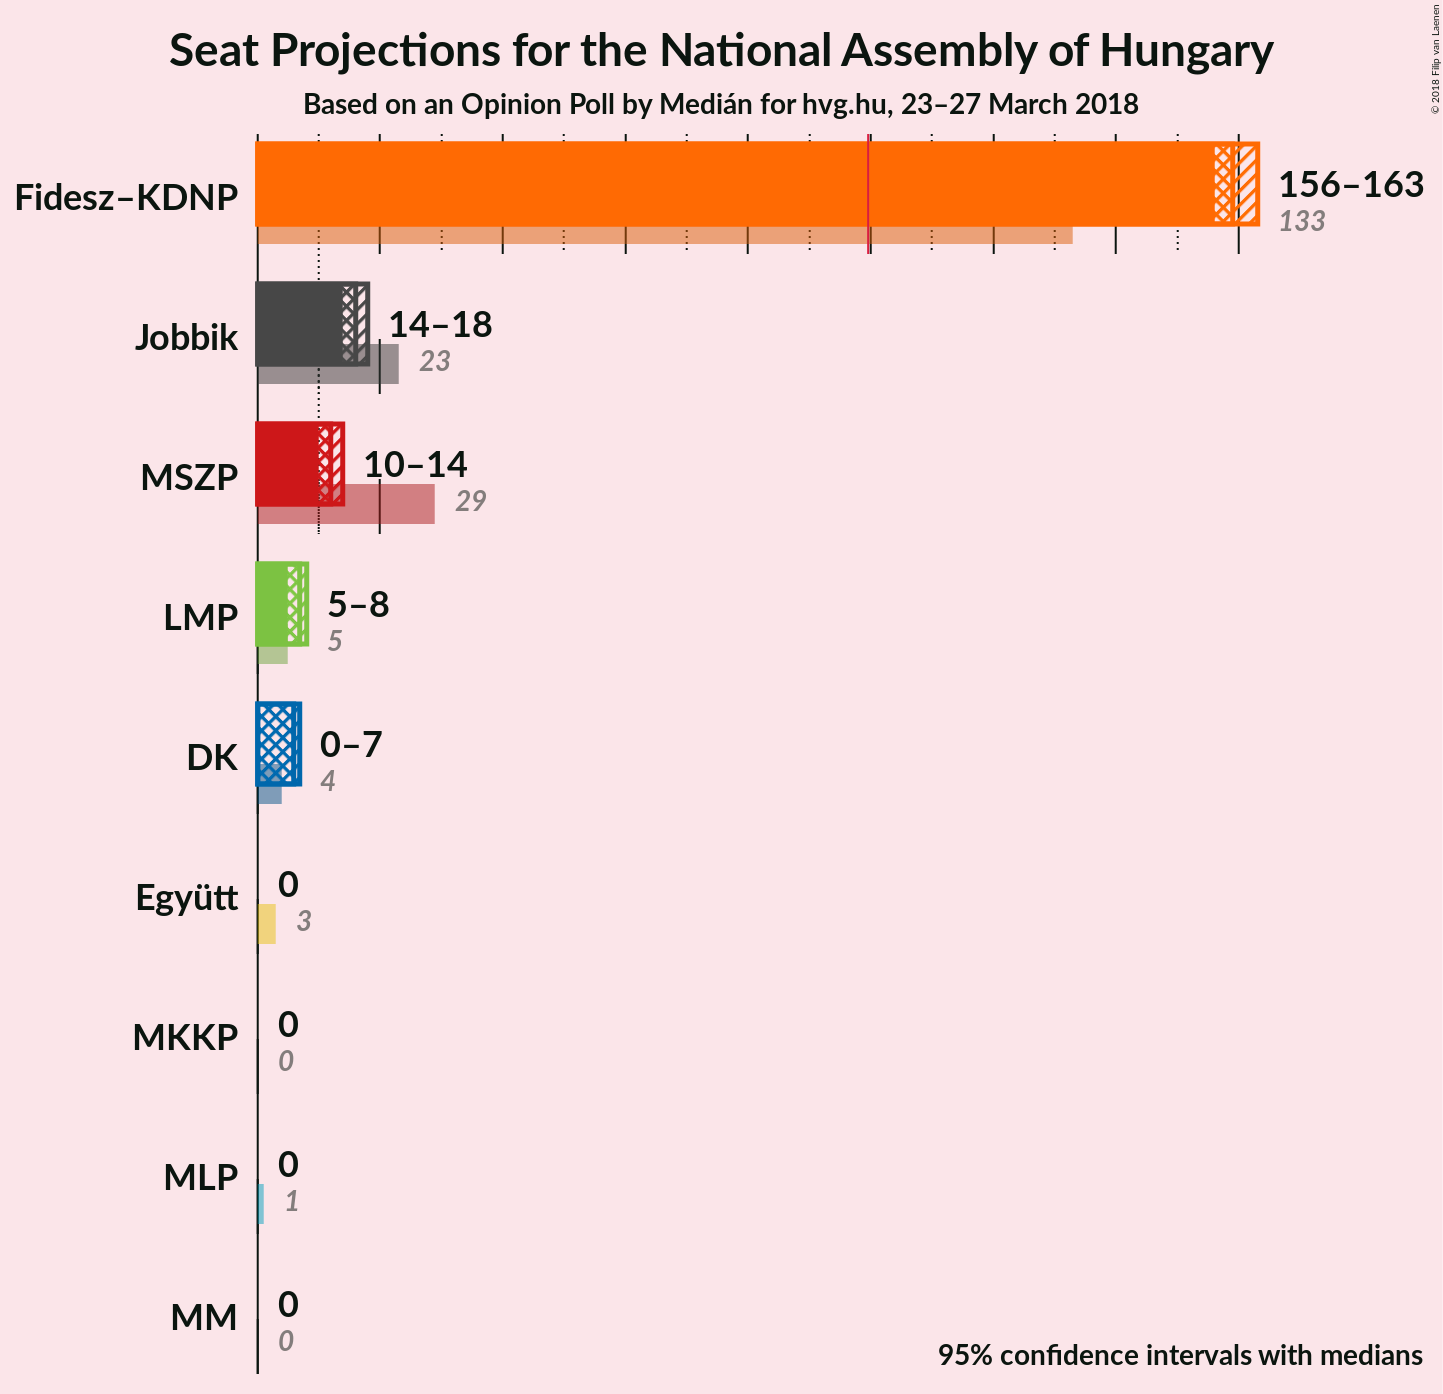 Seat Projections for the National Assembly of Hungary
Based on an Opinion Poll by Medián for hvg.hu, 23–27 March 2018
© 2018 Filip van Laenen
Fidesz–KDNP
156–163
133
Jobbik
14–18
23
MSZP
10–14
29
LMP
5–8
5
DK
0–7
4
Együtt
0
3
MKKP
0
0
MLP
0
1
MM
0
0
95% confidence intervals with medians